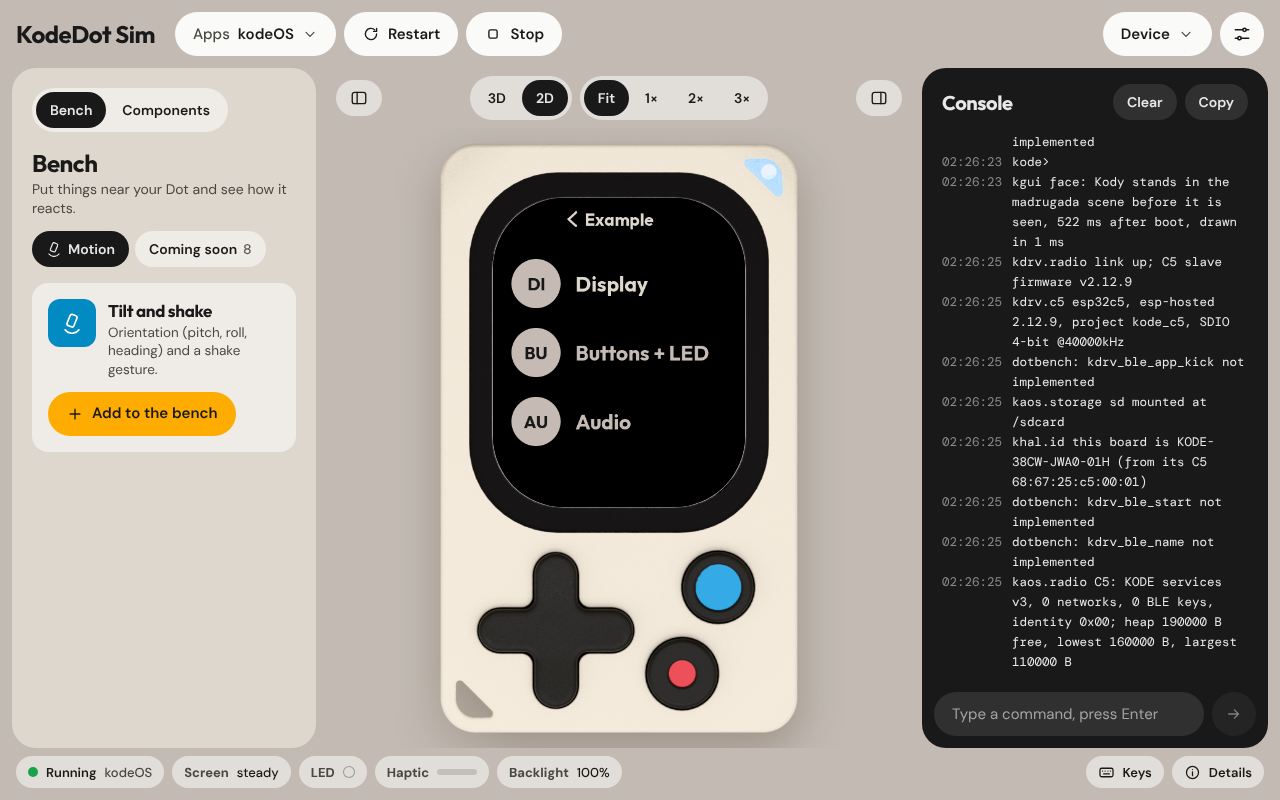 KodeDot Sim
Apps kodeOS
Restart
Stop
Device
Bench
Components
Bench
Put things near your Dot and see how it
reacts.
Motion
Coming soon 8
Tilt and shake
Orientation (pitch, roll,
heading) and a shake
gesture.
Add to the bench
3D
2D
Fit
1×
2×
3×
Example
DI
Display
BU
Buttons + LED
AU
Audio
Console
Clear
Copy
implemented
02:26:23 kode>
02:26:23 kgui face: Kody stands in the
madrugada scene before it is
seen, 522 ms after boot, drawn
in 1 ms
02:26:25 kdrv.radio link up; C5 slave
firmware v2.12.9
02:26:25 kdrv.c5 esp32c5, esp-hosted
2.12.9, project kode_c5, SDIO
4-bit @40000kHz
02:26:25 dotbench: kdrv_ble_app_kick not
implemented
02:26:25 kaos.storage sd mounted at
/sdcard
02:26:25 khal.id this board is KODE-
38CW-JWA0-01H (from its C5
68:67:25:c5:00:01)
02:26:25 dotbench: kdrv_ble_start not
implemented
02:26:25 dotbench: kdrv_ble_name not
implemented
02:26:25 kaos.radio C5: KODE services
v3, 0 networks, 0 BLE keys,
identity 0x00; heap 190000 B
free, lowest 160000 B, largest
110000 B
Type a command, press Enter
Running kodeOS
Screen steady
LED
Haptic
Backlight 100%
Keys
Details